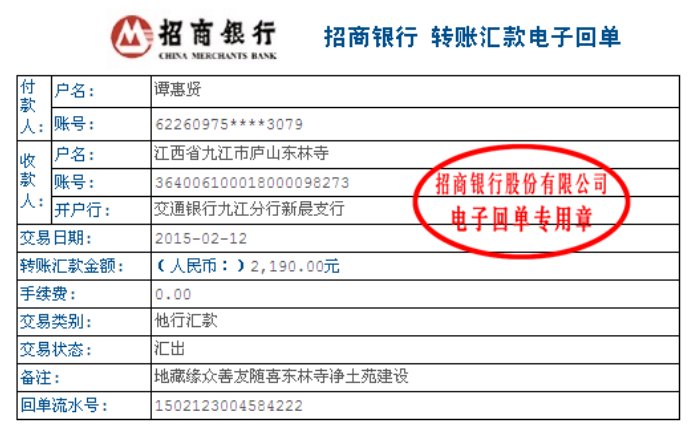 招商银行
CHINA MERCHANTS BANK
招商银行 转账汇款电子回单
付款人：
户名： 谭惠贤
账号： 62260975****3079
收款人：
户名： 江西省九江市庐山东林寺
账号： 364006100018000098273
开户行： 交通银行九江分行新晨支行
招商银行股份有限公司
电子回单专用章
交易日期： 2015-02-12
转账汇款金额： （人民币：）2,190.00元
手续费： 0.00
交易类别： 他行汇款
交易状态： 汇出
备注： 地藏缘众善友随喜东林寺净土苑建设
回单流水号： 1502123004584222